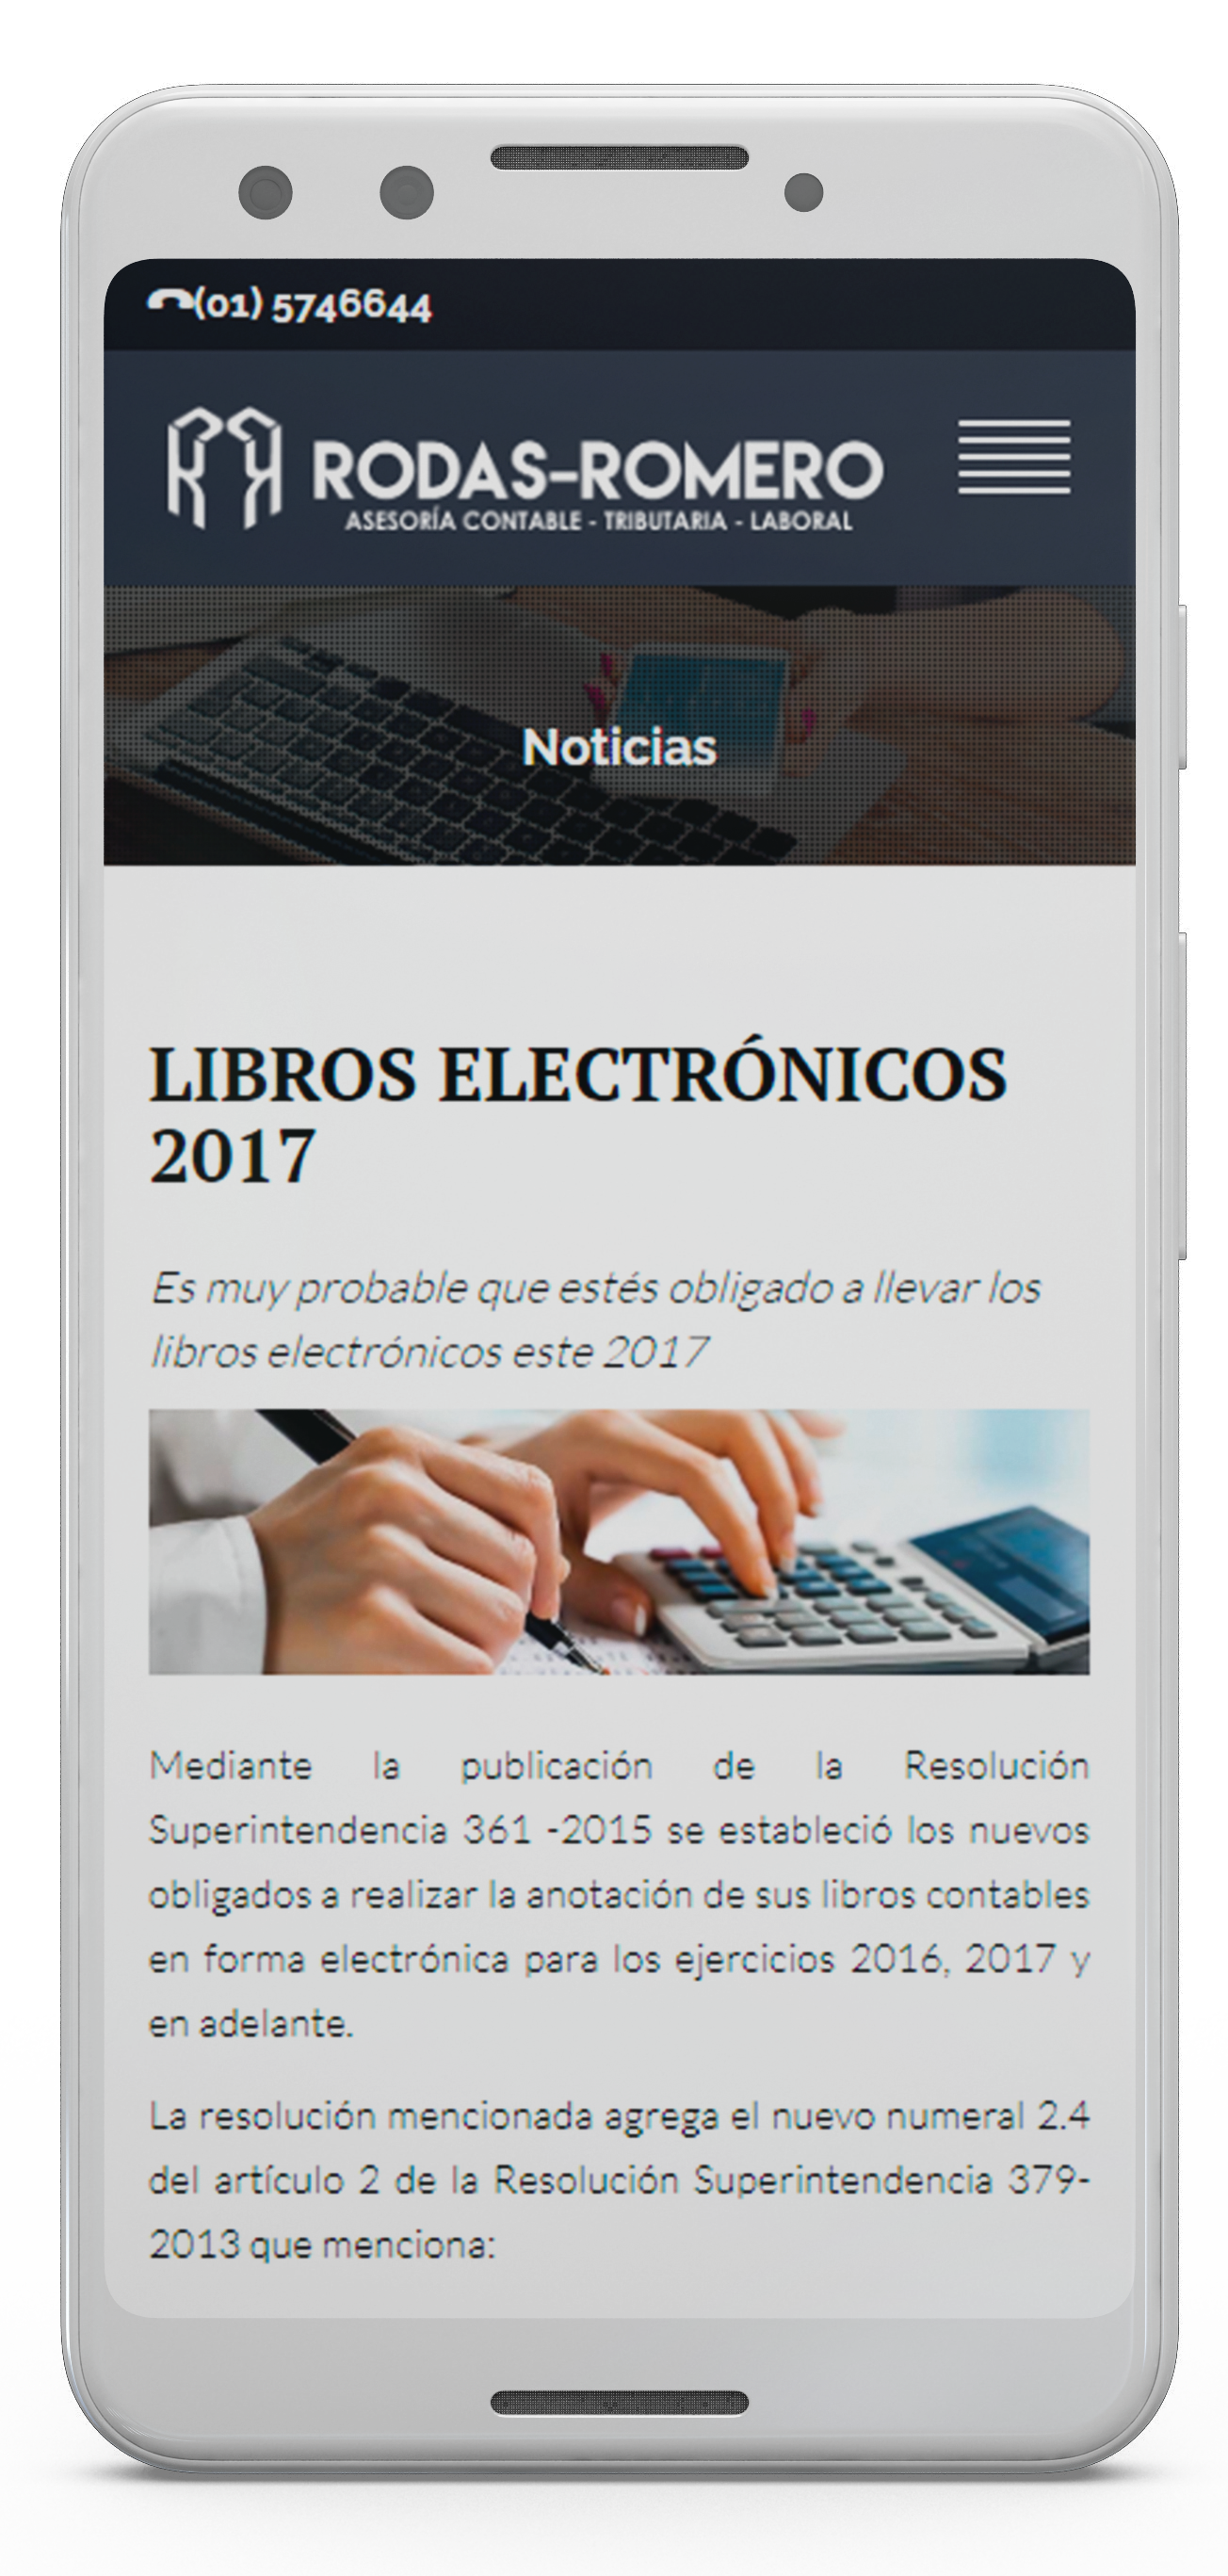 (01) 5746644
RODAS-ROMERO
ASESORÍA CONTABLE - TRIBUTARIA - LABORAL
Noticias
LIBROS ELECTRÓNICOS
2017
Es muy probable que estés obligado a llevar los
libros electrónicos este 2017
Mediante la publicación de la Resolución
Superintendencia 361 -2015 se estableció los nuevos
obligados a realizar la anotación de sus libros contables
en forma electrónica para los ejercicios 2016, 2017 y
en adelante.
La resolución mencionada agrega el nuevo numeral 2.4
del artículo 2 de la Resolución Superintendencia 379-
2013 que menciona: